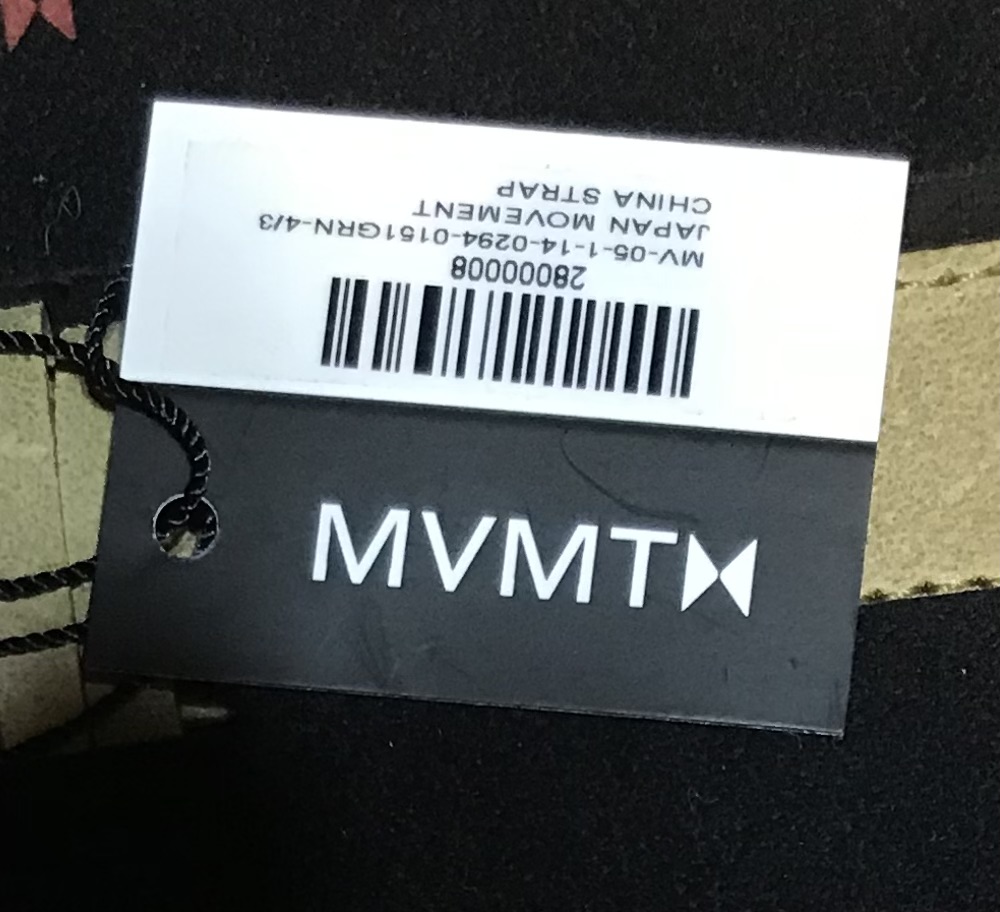 28000008
MV-05-1-14-0294-0151GRN-4/3
JAPAN MOVEMENT
CHINA STRAP
MVMT